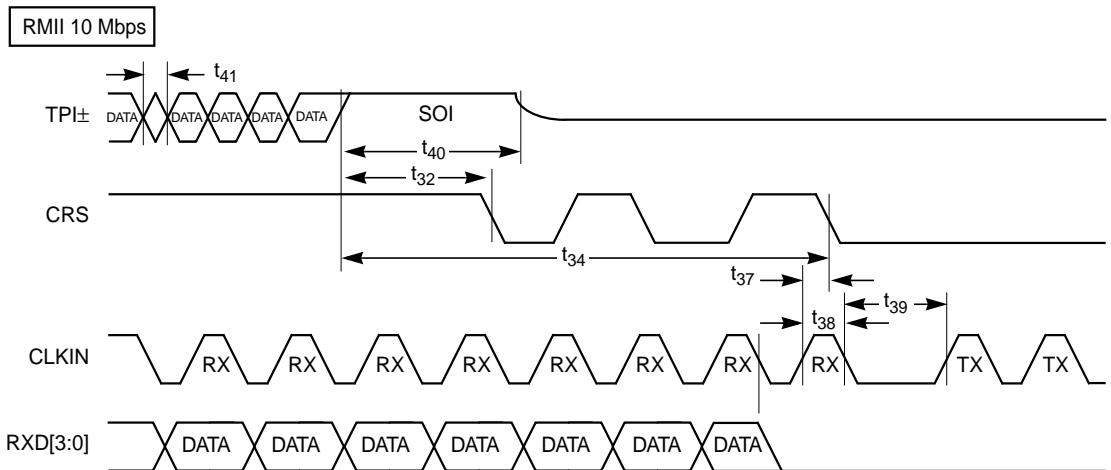 RMII 10 Mbps
t41
TPI±
DATA DATA DATA DATA DATA SOI
t40
t32
CRS
t34
t37
t39
t38
CLKIN
RX RX RX RX RX RX RX RX TX TX
RXD[3:0]
DATA DATA DATA DATA DATA DATA DATA